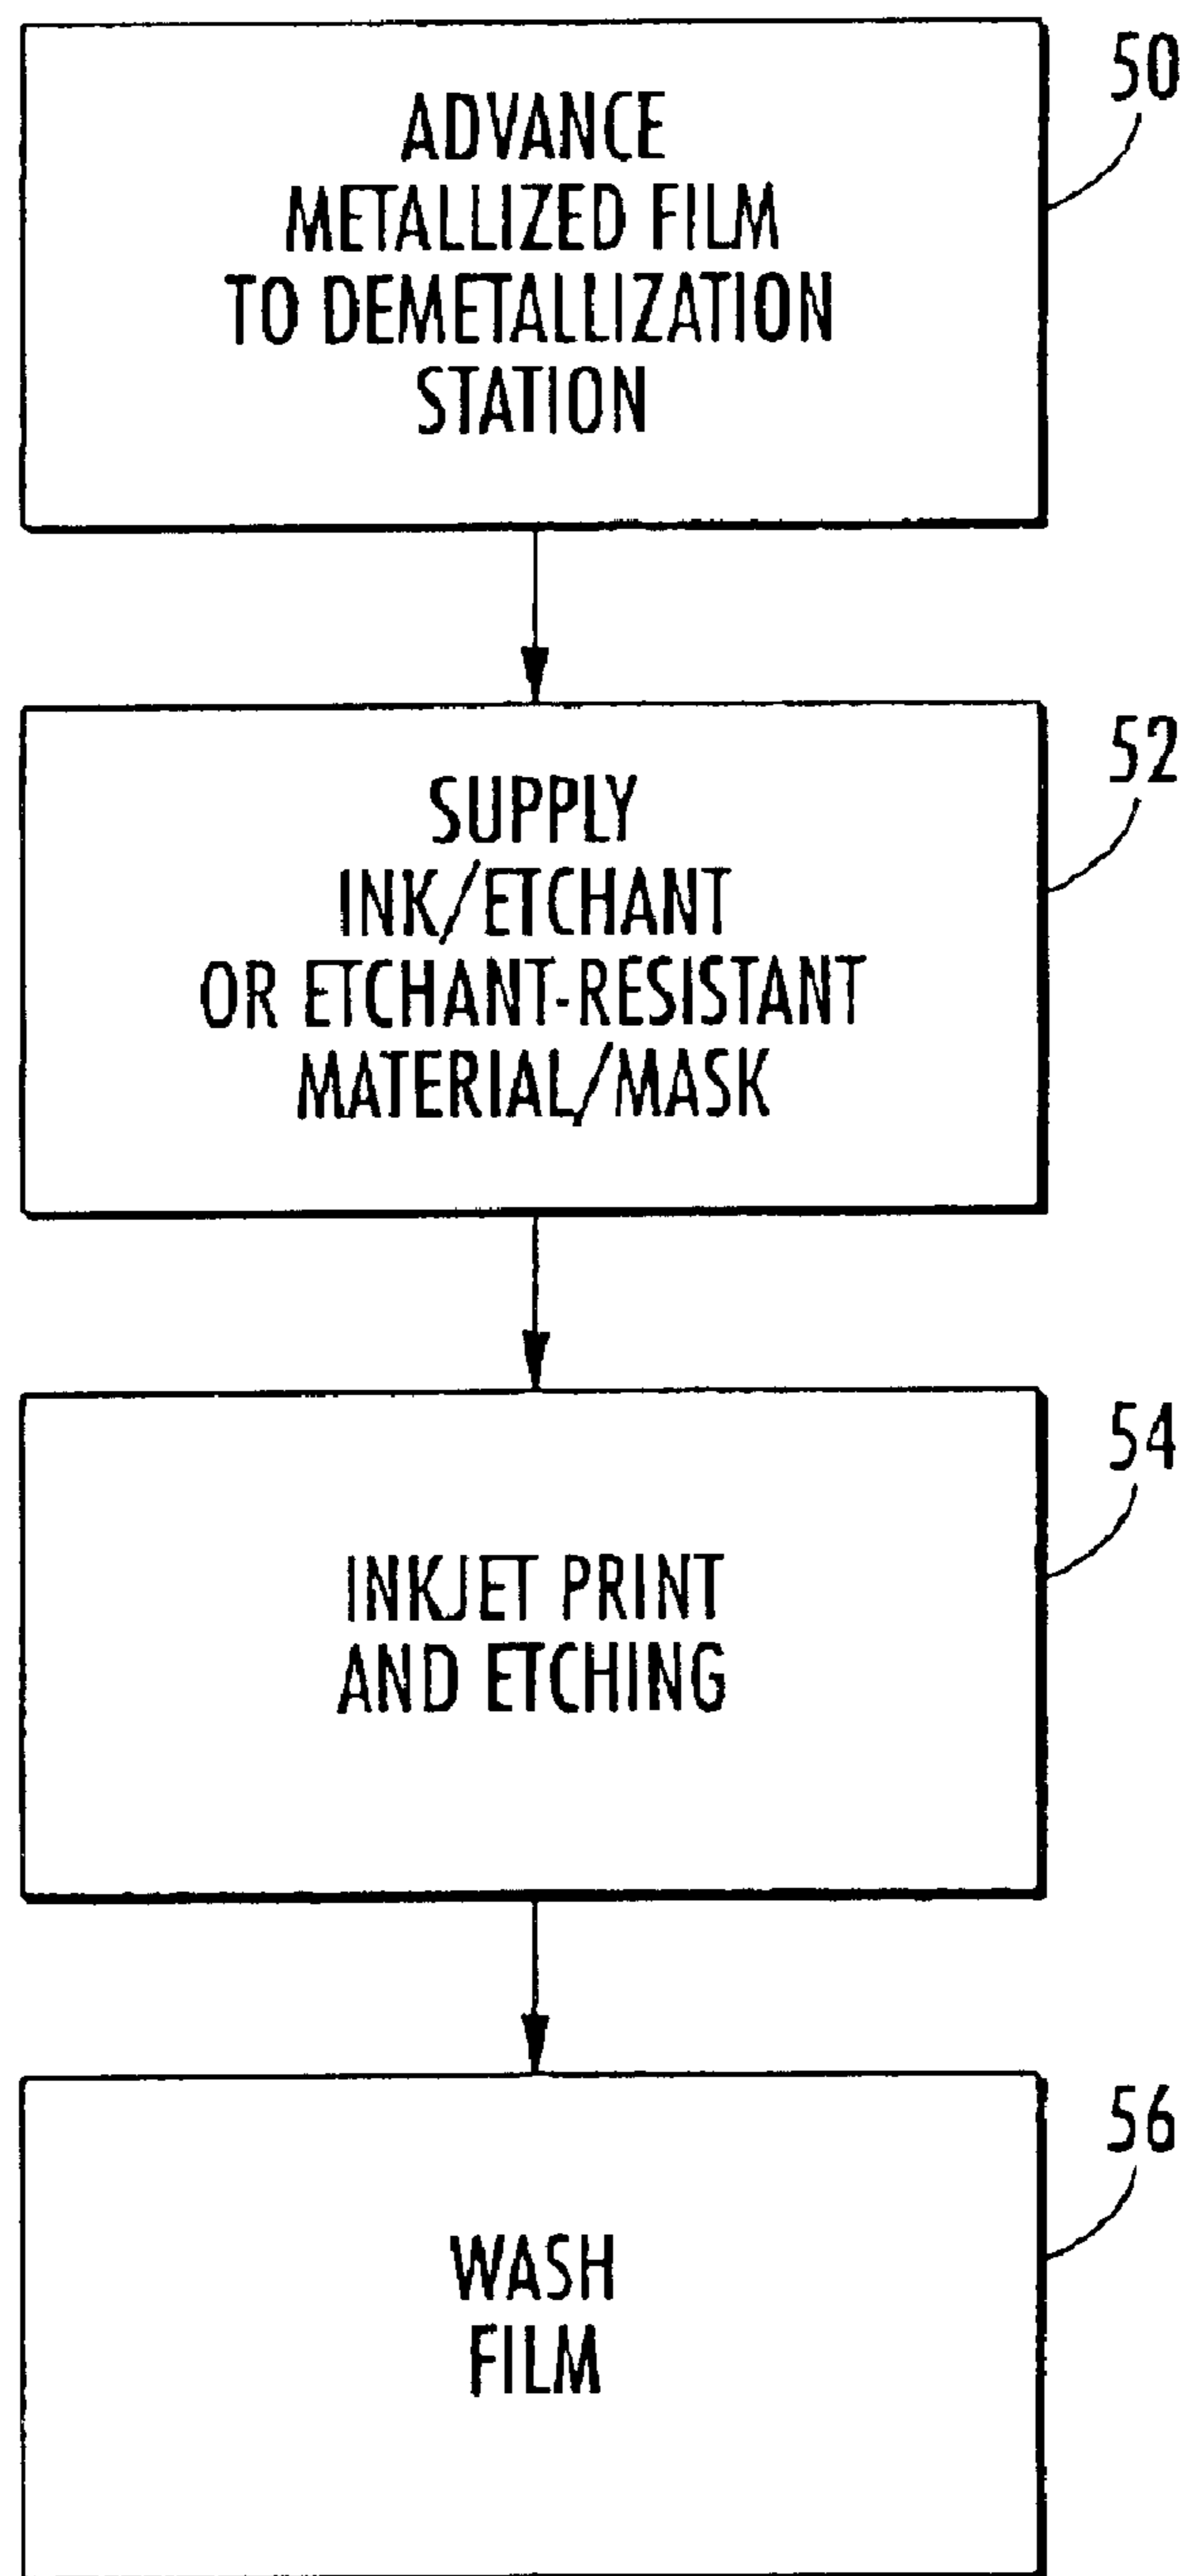 50
ADVANCE
METALLIZED FILM
TO DEMETALLIZATION
STATION
52
SUPPLY
INK/ETCHANT
OR ETCHANT-RESISTANT
MATERIAL/MASK
54
INKJET PRINT
AND ETCHING
56
WASH
FILM